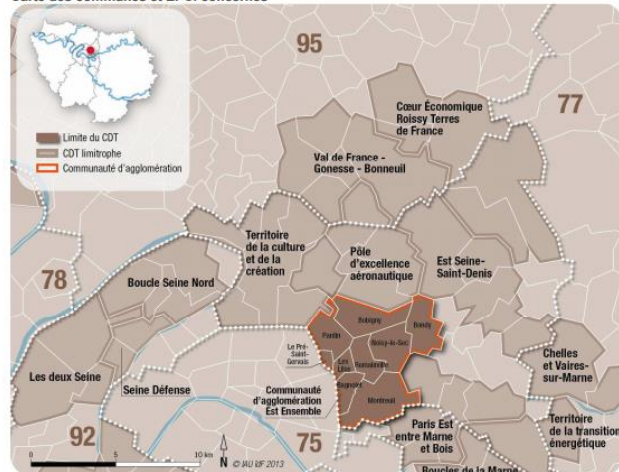 Carte des communes et EPCI concernés
95
77
78
92
75
Limite du CDT
CDT limitrophe
Communauté d'agglomération
Cœur Économique
Roissy Terres
de France
Val de France -
Gonesse - Bonneuil
Territoire
de la culture
et de la
création
Pôle
d'excellence
aéronautique
Est Seine-
Saint-Denis
Boucle Seine Nord
Les deux Seine
Seine Défense
Bobigny
Bondy
Pantin
Noisy-le-Sec
Le Pré-
Saint-
Gervais
Les
Lilas
Romainville
Bagnolet
Montreuil
Communauté
d'agglomération
Est Ensemble
Chelles
et Vaires-
sur-Marne
Paris Est
entre Marne
et Bois
Territoire
de la transition
énergétique
Boucles de la Marne
0 5 10 km
N
© IAU îdF 2013